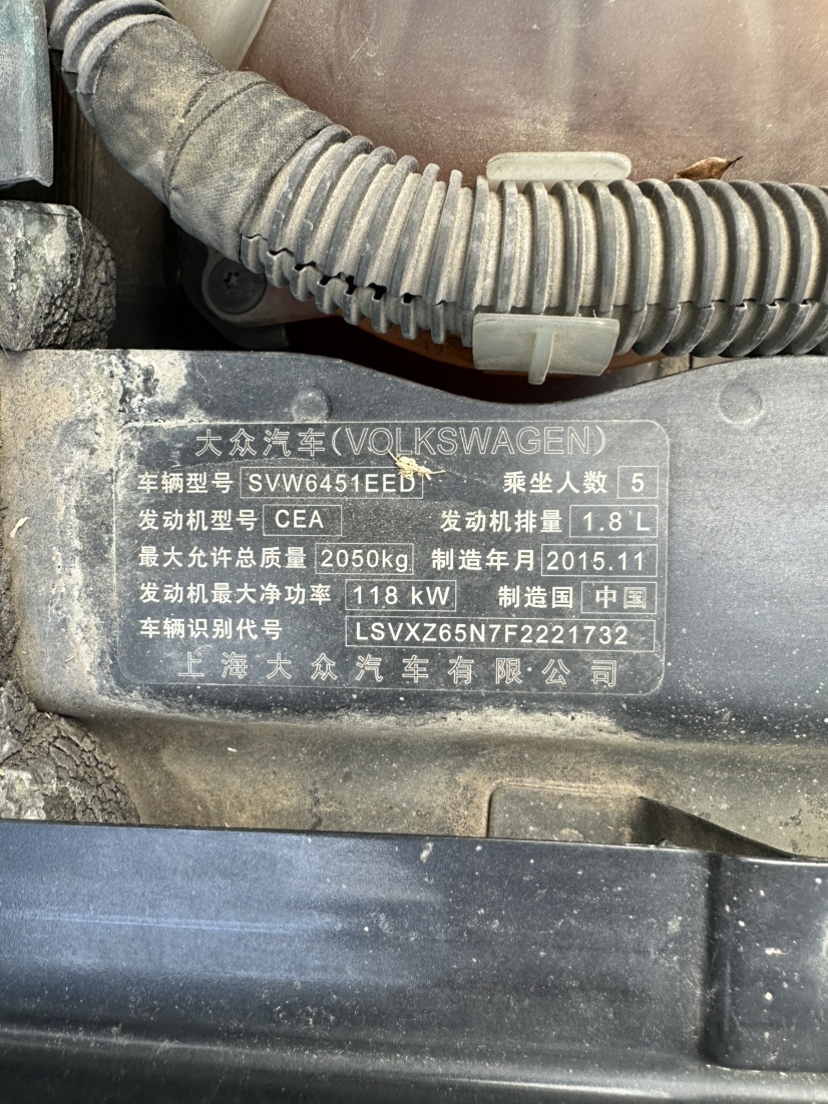 大众汽车(VOLKSWAGEN)
车辆型号 SVW6451EED 乘坐人数 5
发动机型号 CEA 发动机排量 1.8 L
最大允许总质量 2050kg 制造年月 2015.11
发动机最大净功率 118 kW 制造国 中国
车辆识别代号 LSVXZ65N7F2221732
上海大众汽车有限公司